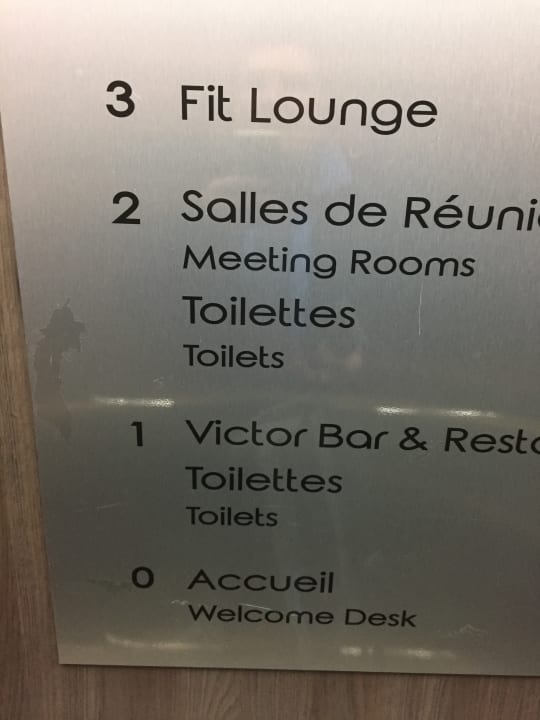 3 Fit Lounge
2 Salles de Réuni
Meeting Rooms
Toilettes
Toilets
1 Victor Bar & Resta
Toilettes
Toilets
0 Accueil
Welcome Desk